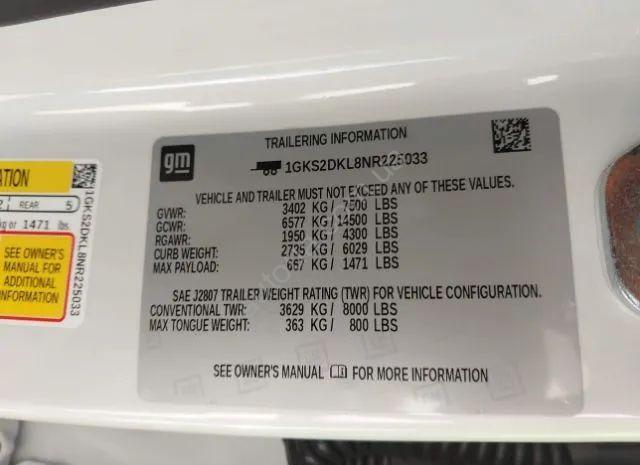 ATION
REAR 5
kg or 1471 lbs.
SEE OWNER'S
MANUAL FOR
ADDITIONAL
INFORMATION
1GKS2DKL8NR225033
gm
TRAILERING INFORMATION
1GKS2DKL8NR225033
VEHICLE AND TRAILER MUST NOT EXCEED ANY OF THESE VALUES.
GVWR: 3402 KG / 7500 LBS
GCWR: 6577 KG / 14500 LBS
RGAWR: 1950 KG / 4300 LBS
CURB WEIGHT: 2735 KG / 6029 LBS
MAX PAYLOAD: 667 KG / 1471 LBS
SAE J2807 TRAILER WEIGHT RATING (TWR) FOR VEHICLE CONFIGURATION.
CONVENTIONAL TWR: 3629 KG / 8000 LBS
MAX TONGUE WEIGHT: 363 KG / 800 LBS
SEE OWNER'S MANUAL FOR MORE INFORMATION